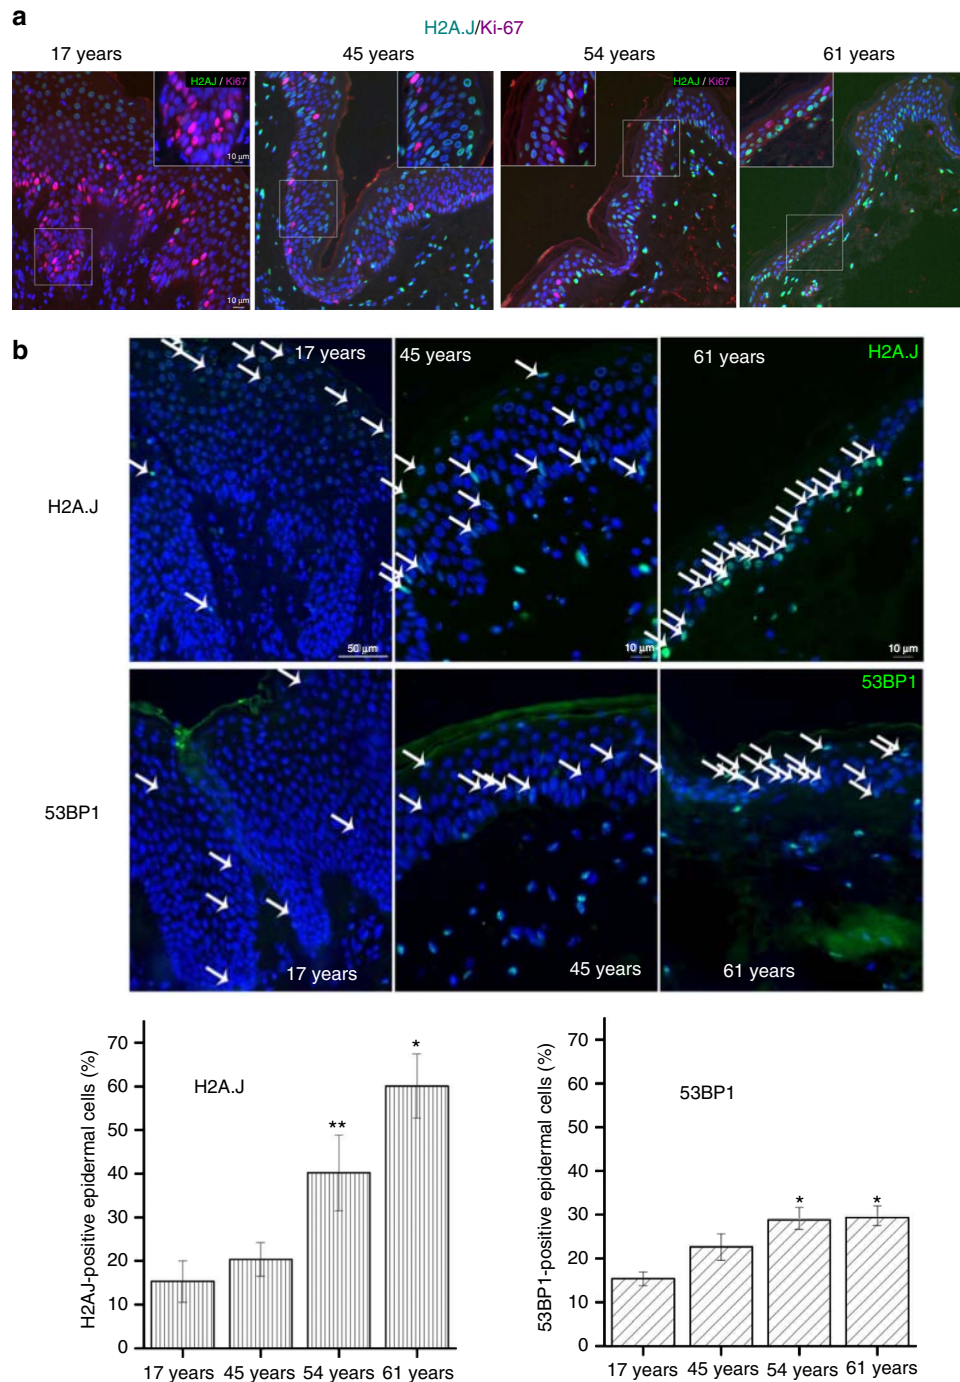 a
H2A.J/Ki-67
17 years
45 years
54 years
61 years
H2AJ / Ki67
10 µm
10 µm
H2AJ / Ki67
b
17 years
45 years
61 years
H2A.J
H2A.J
50 µm
10 µm
10 µm
53BP1
53BP1
17 years
45 years
61 years
H2AJ-positive epidermal cells (%)
70
60
50
40
30
20
10
0
H2A.J
**
*
17 years
45 years
54 years
61 years
53BP1-positive epidermal cells (%)
70
60
50
40
30
20
10
0
53BP1
*
*
17 years
45 years
54 years
61 years